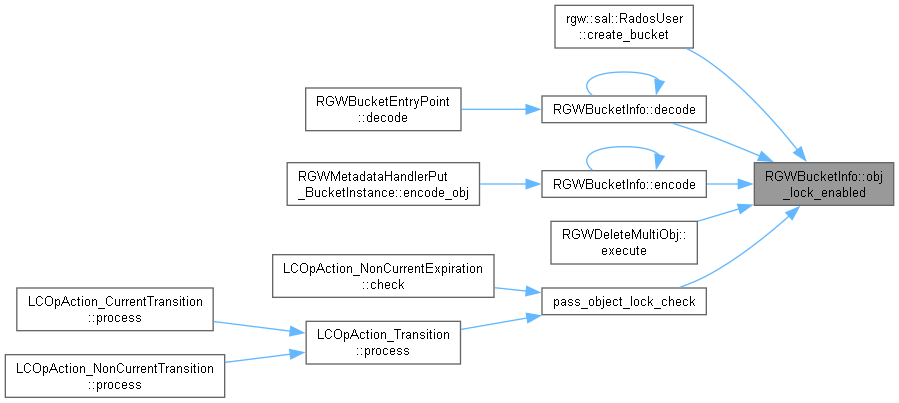 rgw::sal::RadosUser
::create_bucket
RGWBucketEntryPoint
::decode
RGWBucketInfo::decode
RGWBucketInfo::obj
_lock_enabled
RGWMetadataHandlerPut
_BucketInstance::encode_obj
RGWBucketInfo::encode
RGWDeleteMultiObj::
execute
LCOpAction_NonCurrentExpiration
::check
pass_object_lock_check
LCOpAction_CurrentTransition
::process
LCOpAction_Transition
::process
LCOpAction_NonCurrentTransition
::process